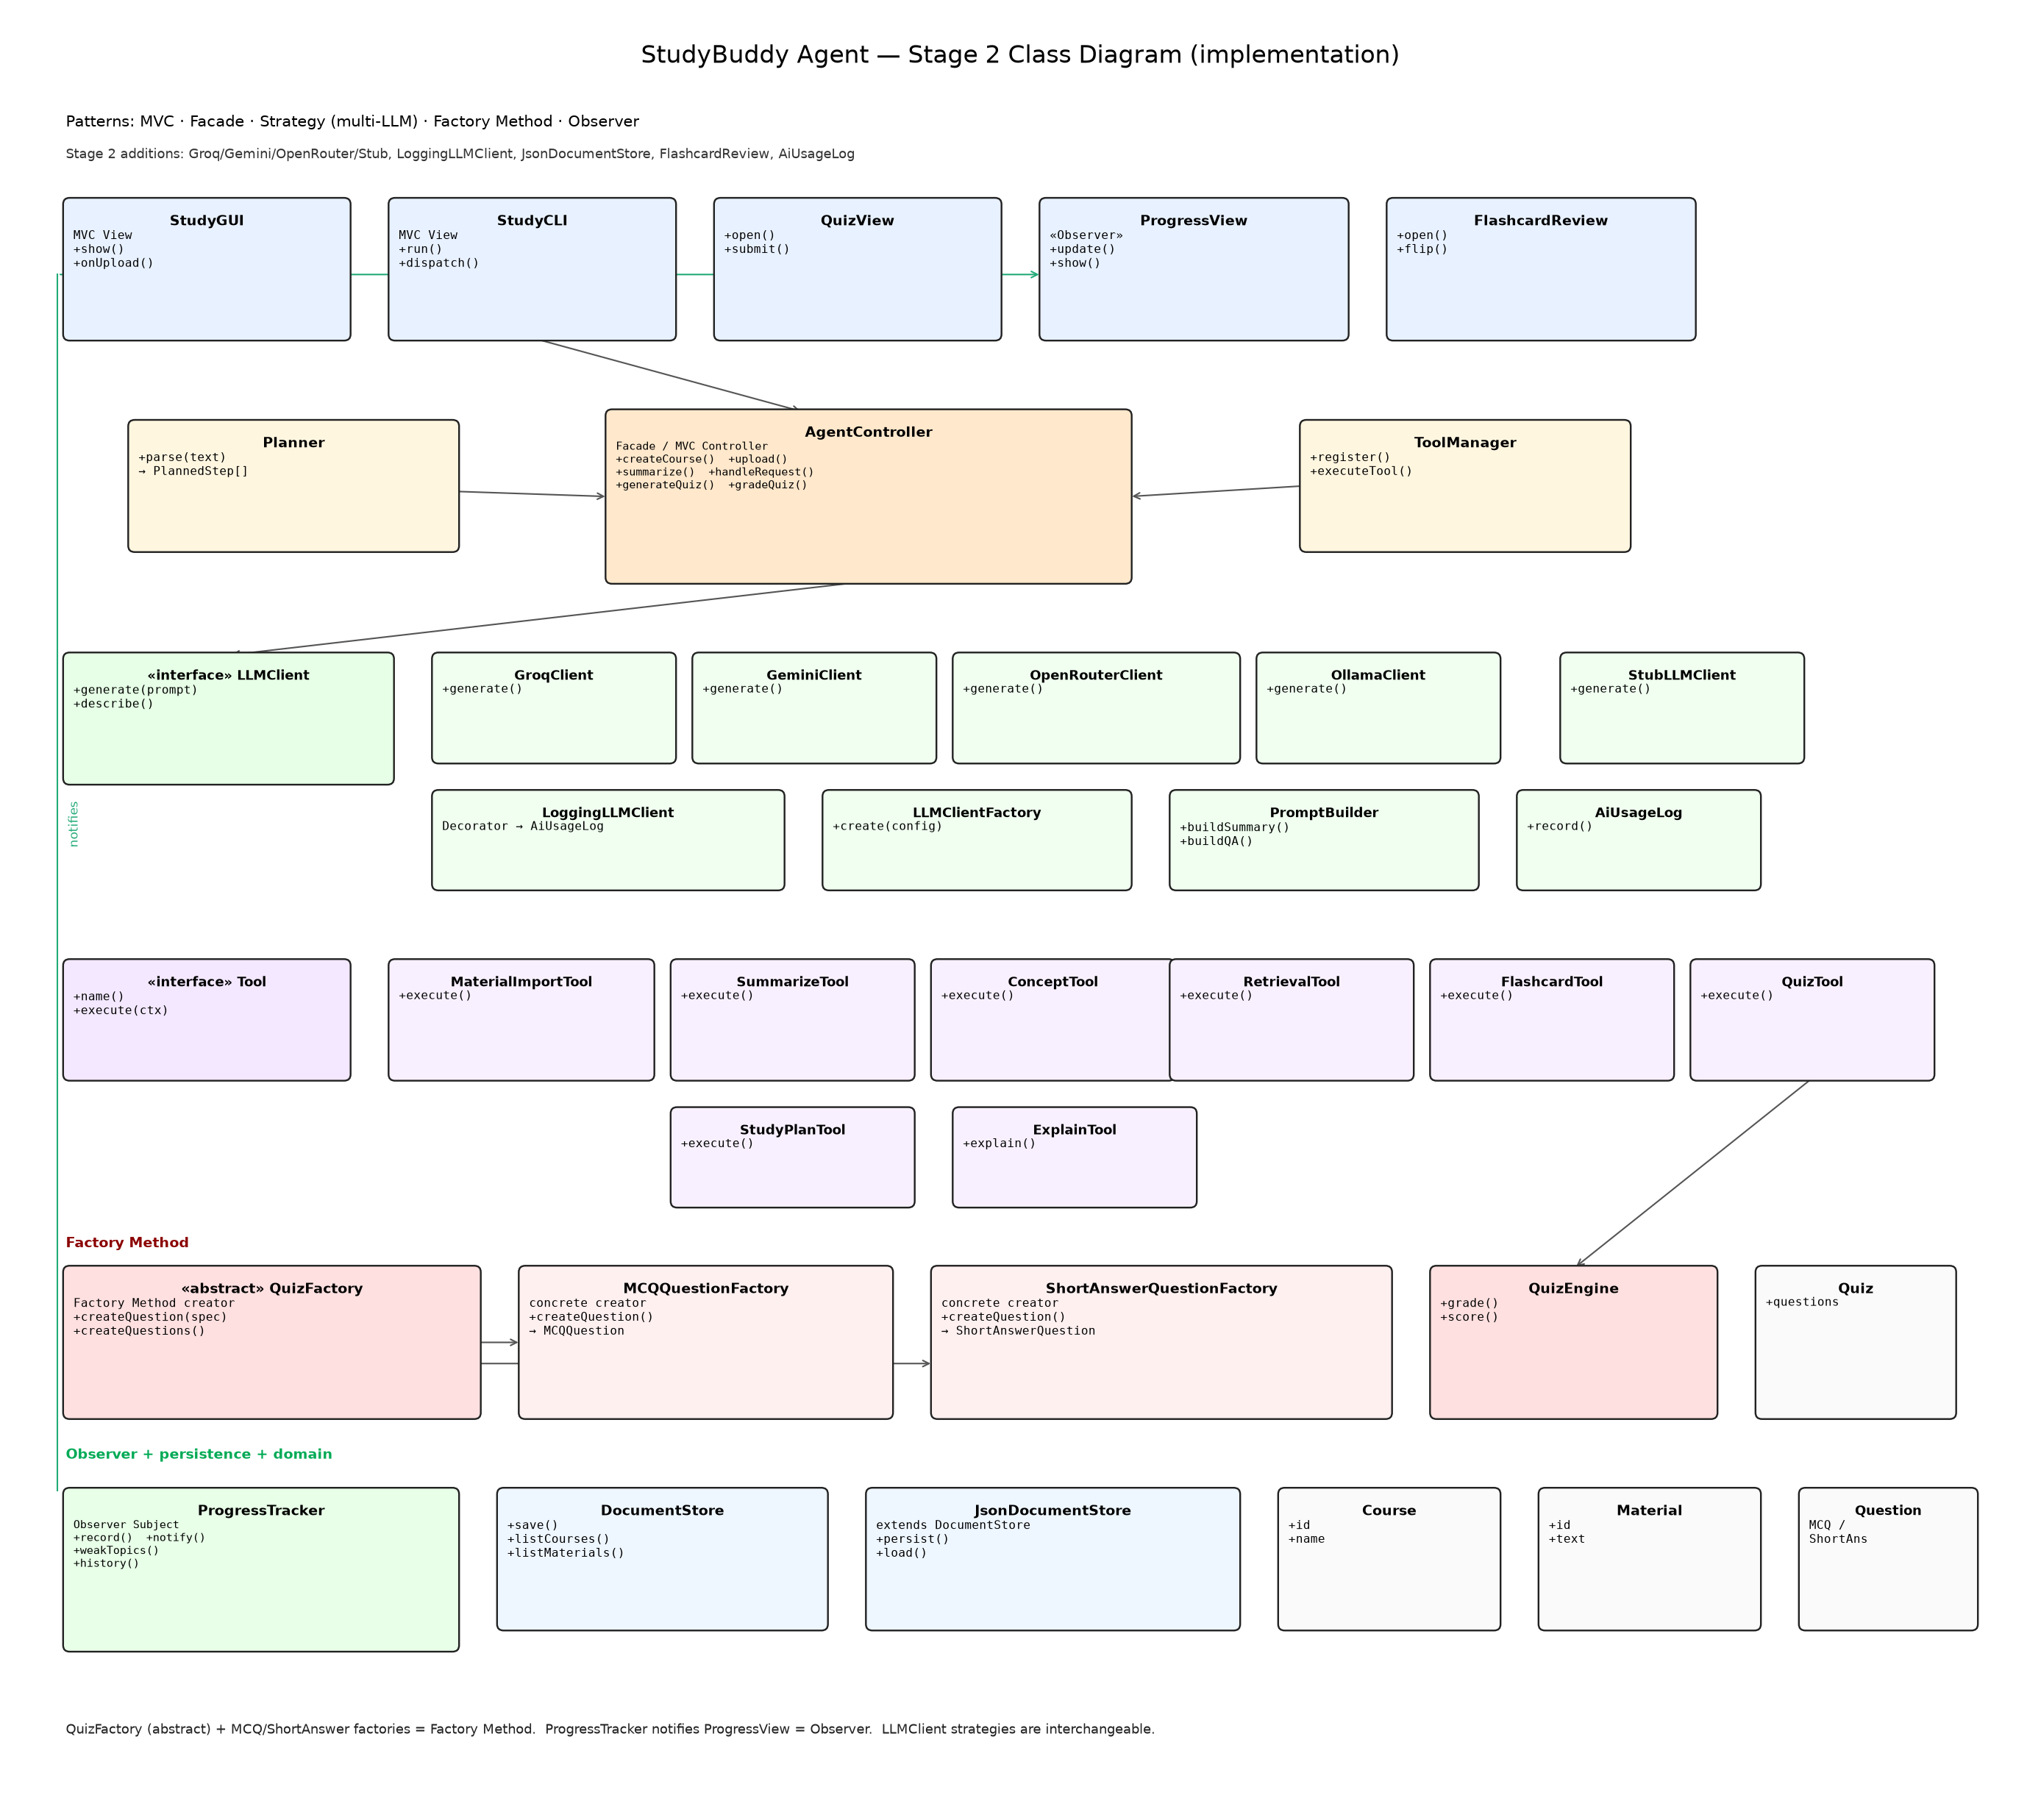 StudyBuddy Agent — Stage 2 Class Diagram (implementation)
Patterns: MVC · Facade · Strategy (multi-LLM) · Factory Method · Observer
Stage 2 additions: Groq/Gemini/OpenRouter/Stub, LoggingLLMClient, JsonDocumentStore, FlashcardReview, AiUsageLog
StudyGUI
MVC View
+show()
+onUpload()
StudyCLI
MVC View
+run()
+dispatch()
QuizView
+open()
+submit()
ProgressView
«Observer»
+update()
+show()
FlashcardReview
+open()
+flip()
Planner
+parse(text)
→ PlannedStep[]
AgentController
Facade / MVC Controller
+createCourse()  +upload()
+summarize()  +handleRequest()
+generateQuiz()  +gradeQuiz()
ToolManager
+register()
+executeTool()
«interface» LLMClient
+generate(prompt)
+describe()
GroqClient
+generate()
GeminiClient
+generate()
OpenRouterClient
+generate()
OllamaClient
+generate()
StubLLMClient
+generate()
notifies
LoggingLLMClient
Decorator → AiUsageLog
LLMClientFactory
+create(config)
PromptBuilder
+buildSummary()
+buildQA()
AiUsageLog
+record()
«interface» Tool
+name()
+execute(ctx)
MaterialImportTool
+execute()
SummarizeTool
+execute()
ConceptTool
+execute()
RetrievalTool
+execute()
FlashcardTool
+execute()
QuizTool
+execute()
StudyPlanTool
+execute()
ExplainTool
+explain()
Factory Method
«abstract» QuizFactory
Factory Method creator
+createQuestion(spec)
+createQuestions()
MCQQuestionFactory
concrete creator
+createQuestion()
→ MCQQuestion
ShortAnswerQuestionFactory
concrete creator
+createQuestion()
→ ShortAnswerQuestion
QuizEngine
+grade()
+score()
Quiz
+questions
Observer + persistence + domain
ProgressTracker
Observer Subject
+record()  +notify()
+weakTopics()
+history()
DocumentStore
+save()
+listCourses()
+listMaterials()
JsonDocumentStore
extends DocumentStore
+persist()
+load()
Course
+id
+name
Material
+id
+text
Question
MCQ /
ShortAns
QuizFactory (abstract) + MCQ/ShortAnswer factories = Factory Method.  ProgressTracker notifies ProgressView = Observer.  LLMClient strategies are interchangeable.